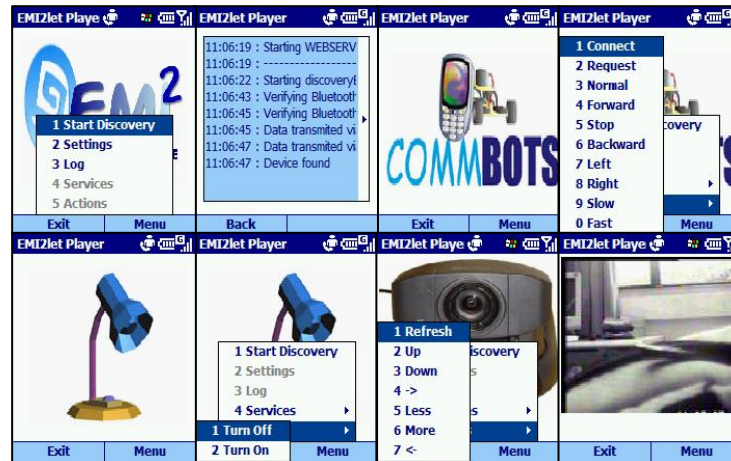 EMI2let Playe
EM2
1 Start Discovery
2 Settings
3 Log
4 Services
5 Actions
E
Exit Menu
EMI2let Player
11:06:19 : Starting WEBSERV
11:06:19 : --------------------
11:06:22 : Starting discoveryE
11:06:43 : Verifying Bluetooth
11:06:45 : Verifying Bluetooth
11:06:45 : Data transmited vi
11:06:47 : Data transmited vi
11:06:47 : Device found
Back
EMI2let Player
COMMBOTS
Exit Menu
EMI2let Player
1 Connect
2 Request
3 Normal
4 Forward
5 Stop
6 Backward
7 Left
8 Right
9 Slow
0 Fast
covery
S
Menu
EMI2let Player
Exit Menu
EMI2let Player
1 Start Discovery
2 Settings
3 Log
4 Services
1 Turn Off
2 Turn On
Menu
EMI2let Playe
1 Refresh
2 Up
3 Down
4 ->
5 Less
6 More
7 <-
iscovery
s
s
Menu
EMI2let Playe
Exit Menu